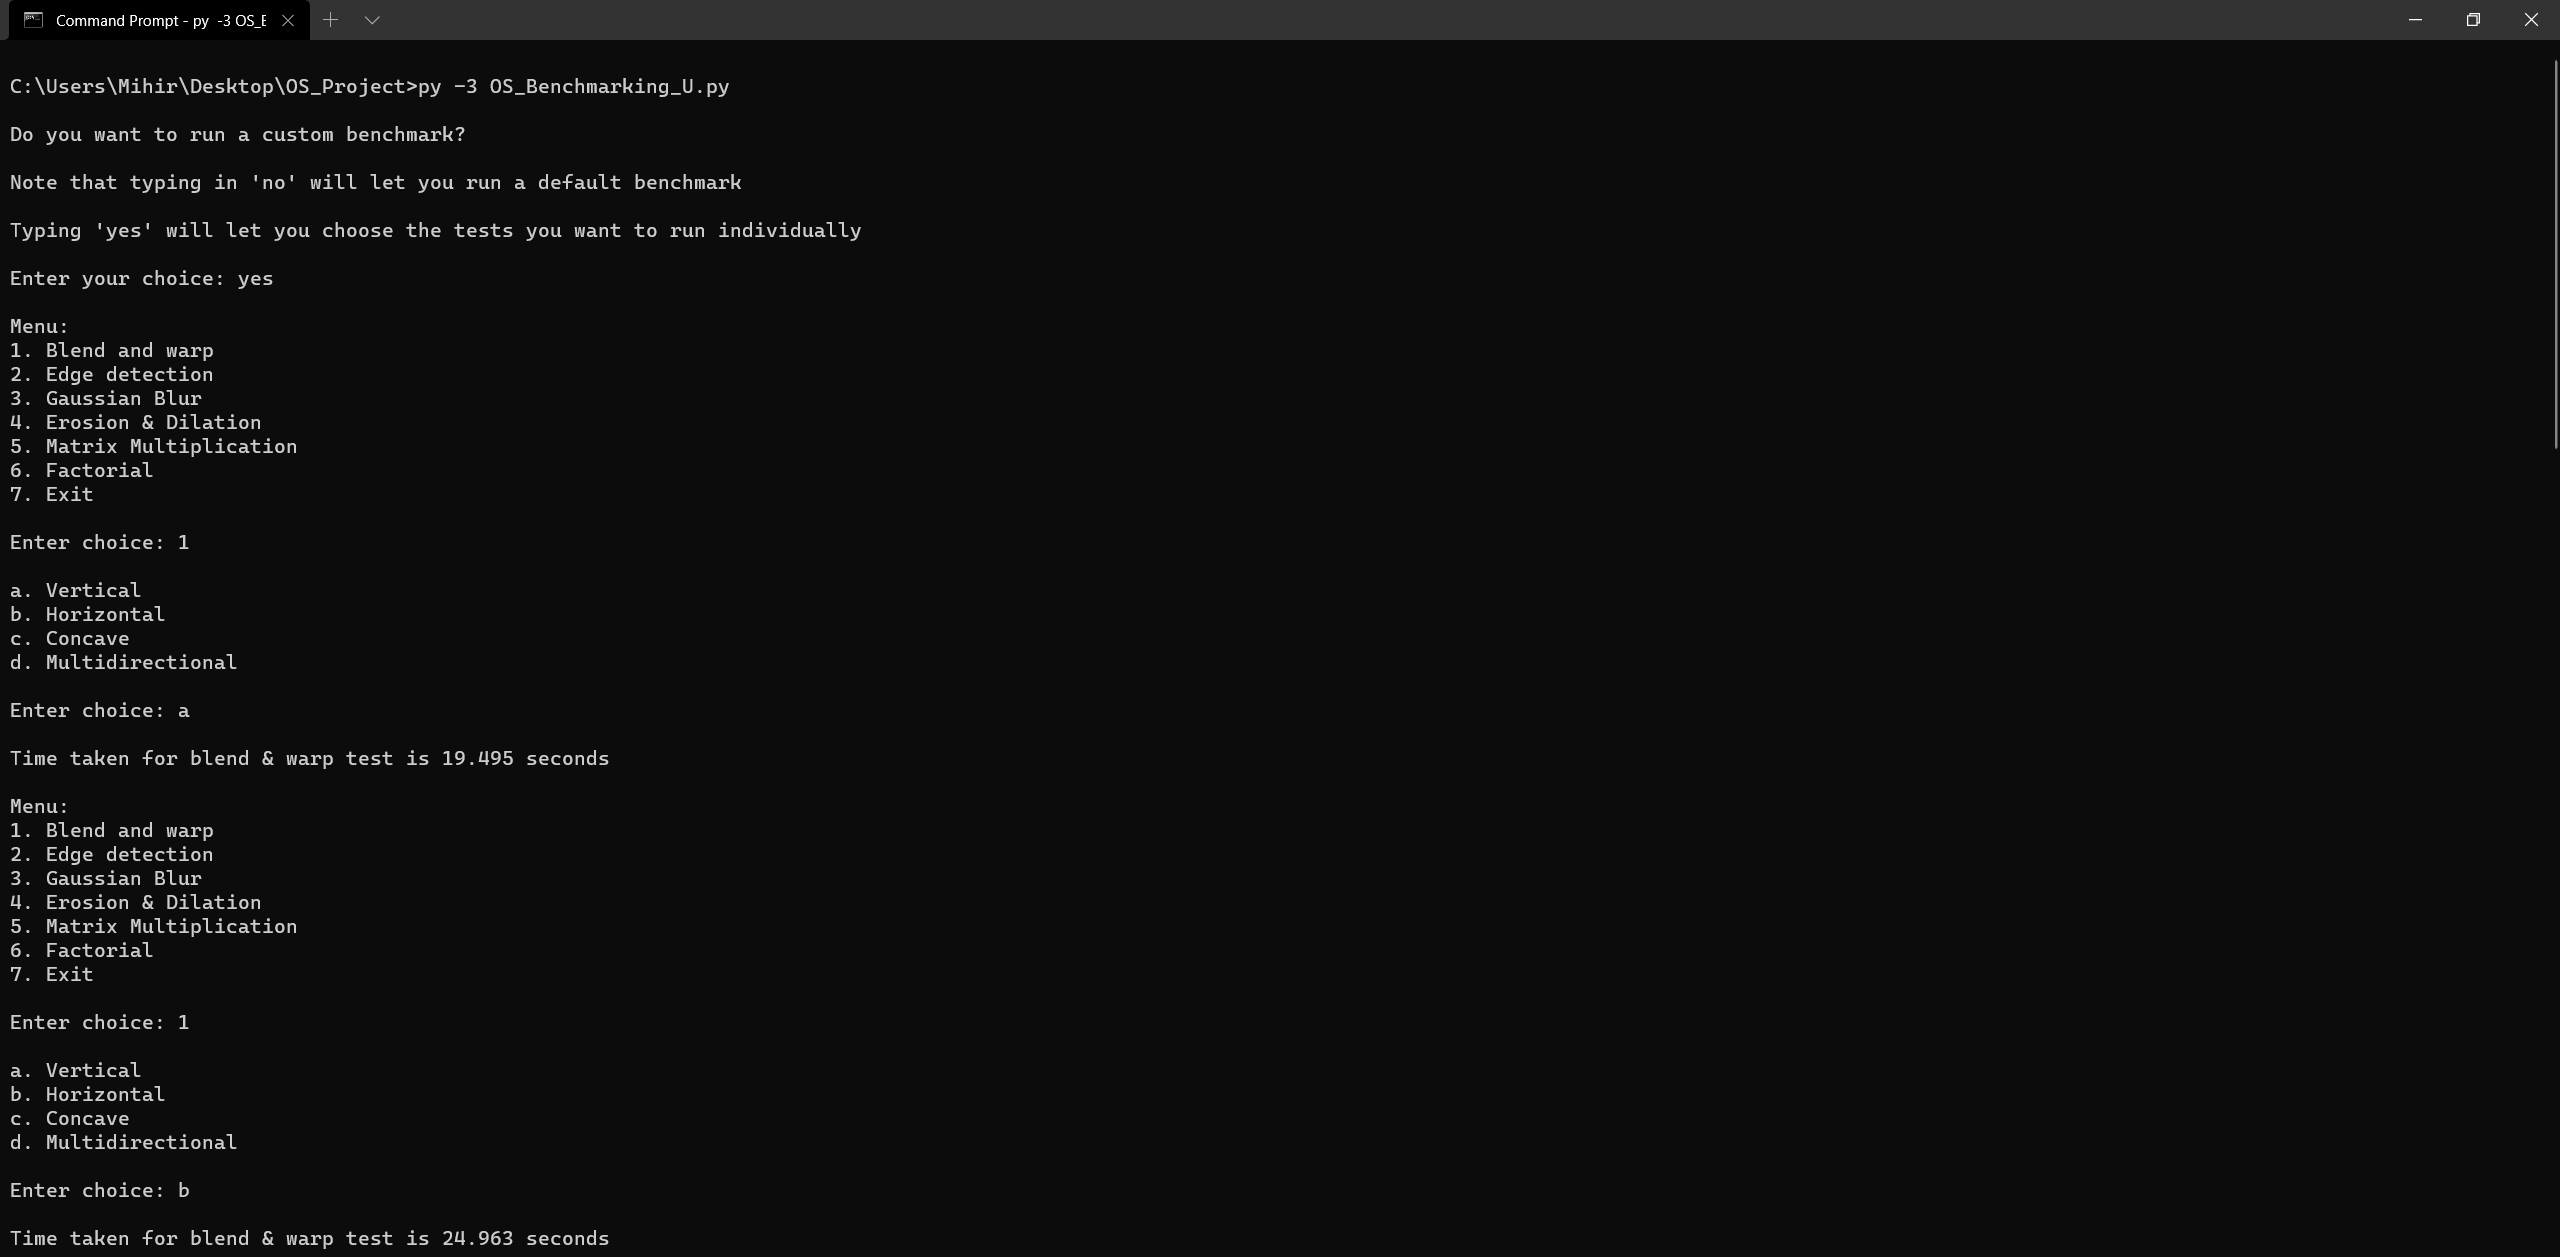 Command Prompt - py  -3 OS_E
C:\Users\Mihir\Desktop\OS_Project>py -3 OS_Benchmarking_U.py
Do you want to run a custom benchmark?
Note that typing in 'no' will let you run a default benchmark
Typing 'yes' will let you choose the tests you want to run individually
Enter your choice: yes
Menu:
1. Blend and warp
2. Edge detection
3. Gaussian Blur
4. Erosion & Dilation
5. Matrix Multiplication
6. Factorial
7. Exit
Enter choice: 1
a. Vertical
b. Horizontal
c. Concave
d. Multidirectional
Enter choice: a
Time taken for blend & warp test is 19.495 seconds
Menu:
1. Blend and warp
2. Edge detection
3. Gaussian Blur
4. Erosion & Dilation
5. Matrix Multiplication
6. Factorial
7. Exit
Enter choice: 1
a. Vertical
b. Horizontal
c. Concave
d. Multidirectional
Enter choice: b
Time taken for blend & warp test is 24.963 seconds